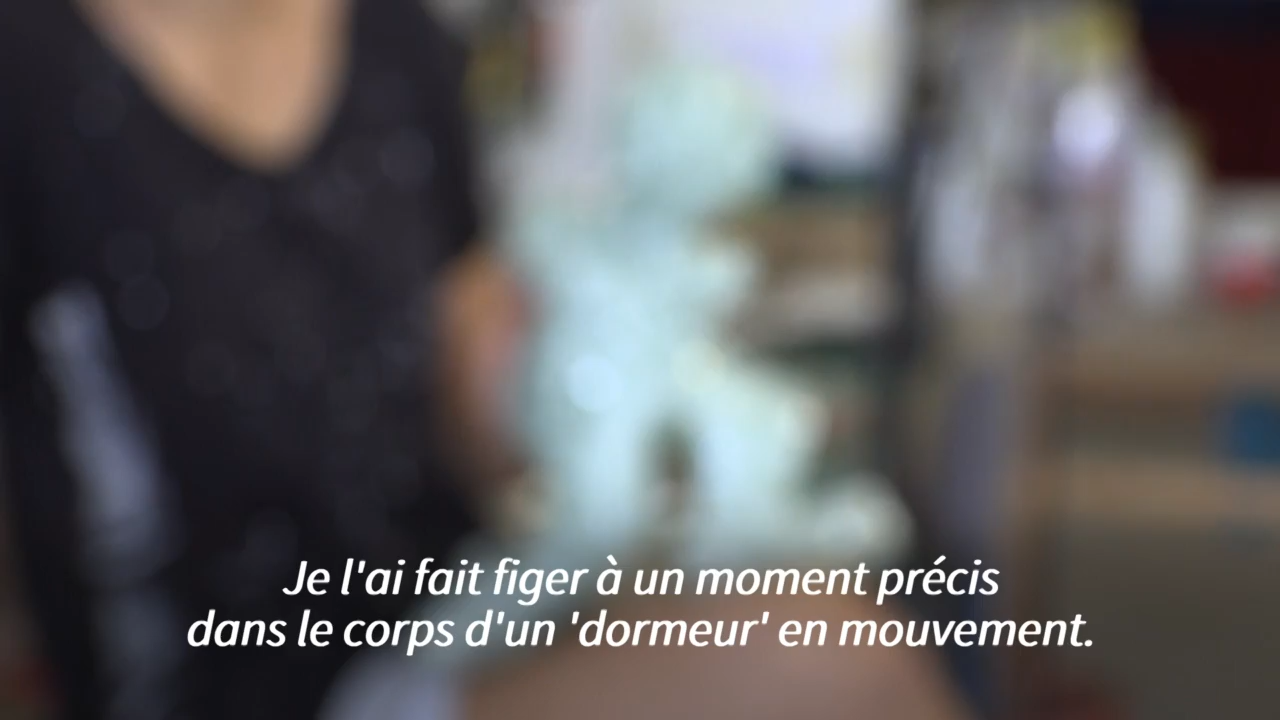 Je l'ai fait figer à un moment précis
dans le corps d'un 'dormeur' en mouvement.